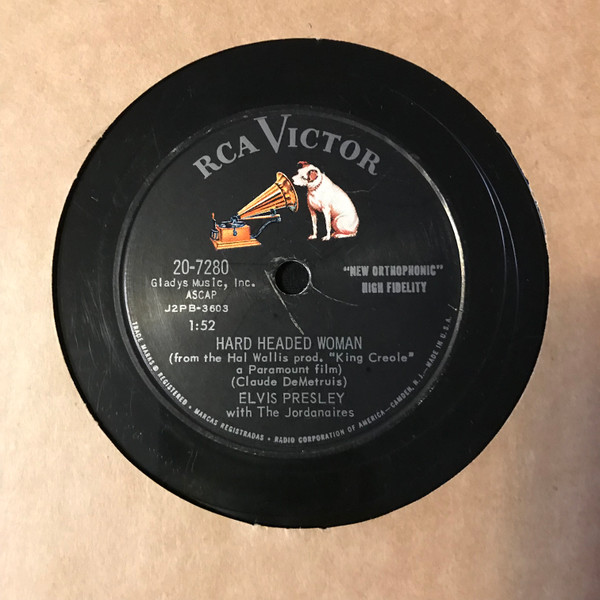 RCA VICTOR
20-7280
Gladys Music, Inc.
ASCAP
J2PB-3603
1:52
"NEW ORTHOPHONIC"
HIGH FIDELITY
HARD HEADED WOMAN
(from the Hal Wallis prod. "King Creole"
a Paramount film)
(Claude DeMetruis)
ELVIS PRESLEY
with The Jordanaires
TRADE MARKS ® REGISTERED • MARCAS REGISTRADAS • RADIO CORPORATION OF AMERICA—CAMDEN, N.J.—MADE IN U.S.A.